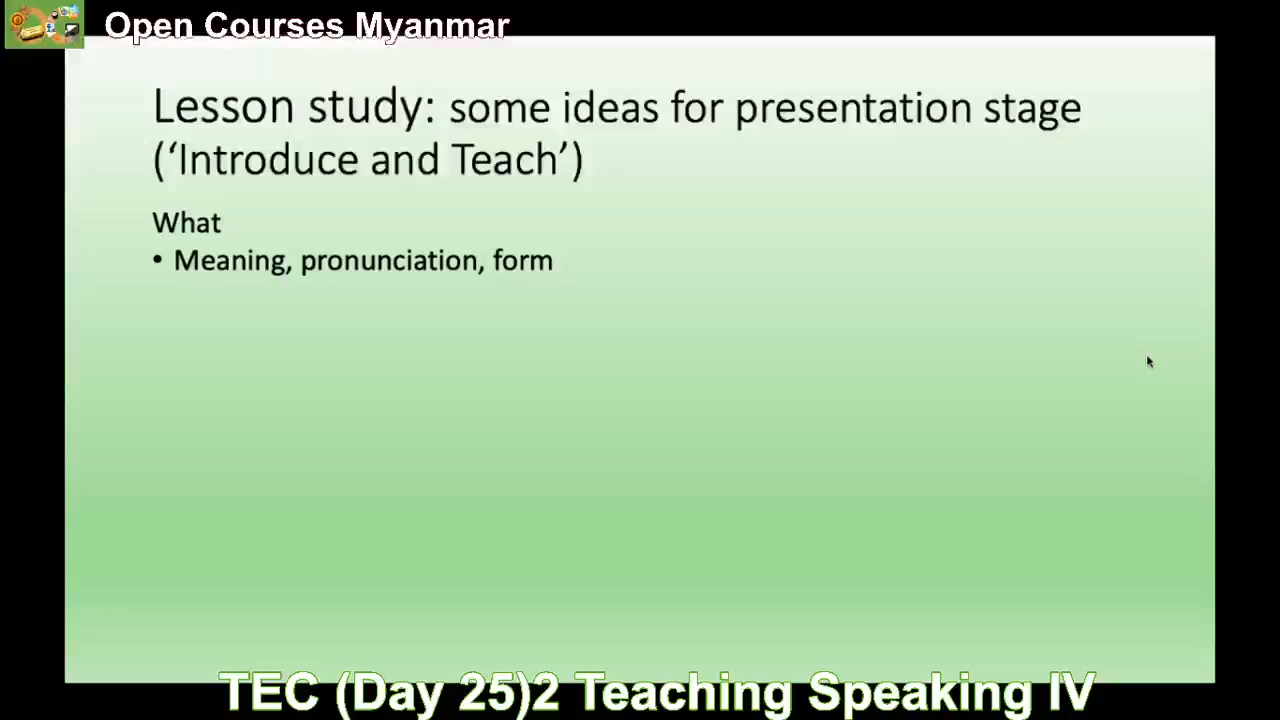 Open Courses Myanmar
Lesson study: some ideas for presentation stage
(‘Introduce and Teach’)
What
• Meaning, pronunciation, form
TEC (Day 25)2 Teaching Speaking IV